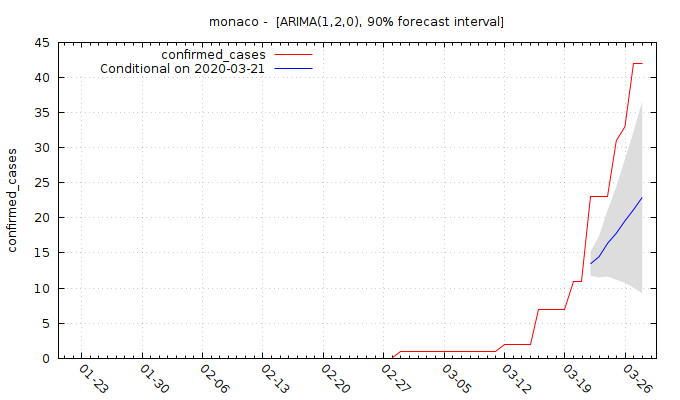 monaco -  [ARIMA(1,2,0), 90% forecast interval]
confirmed_cases
Conditional on 2020-03-21
confirmed_cases
45
40
35
30
25
20
15
10
5
0
01-23 01-30 02-06 02-13 02-20 02-27 03-05 03-12 03-19 03-26